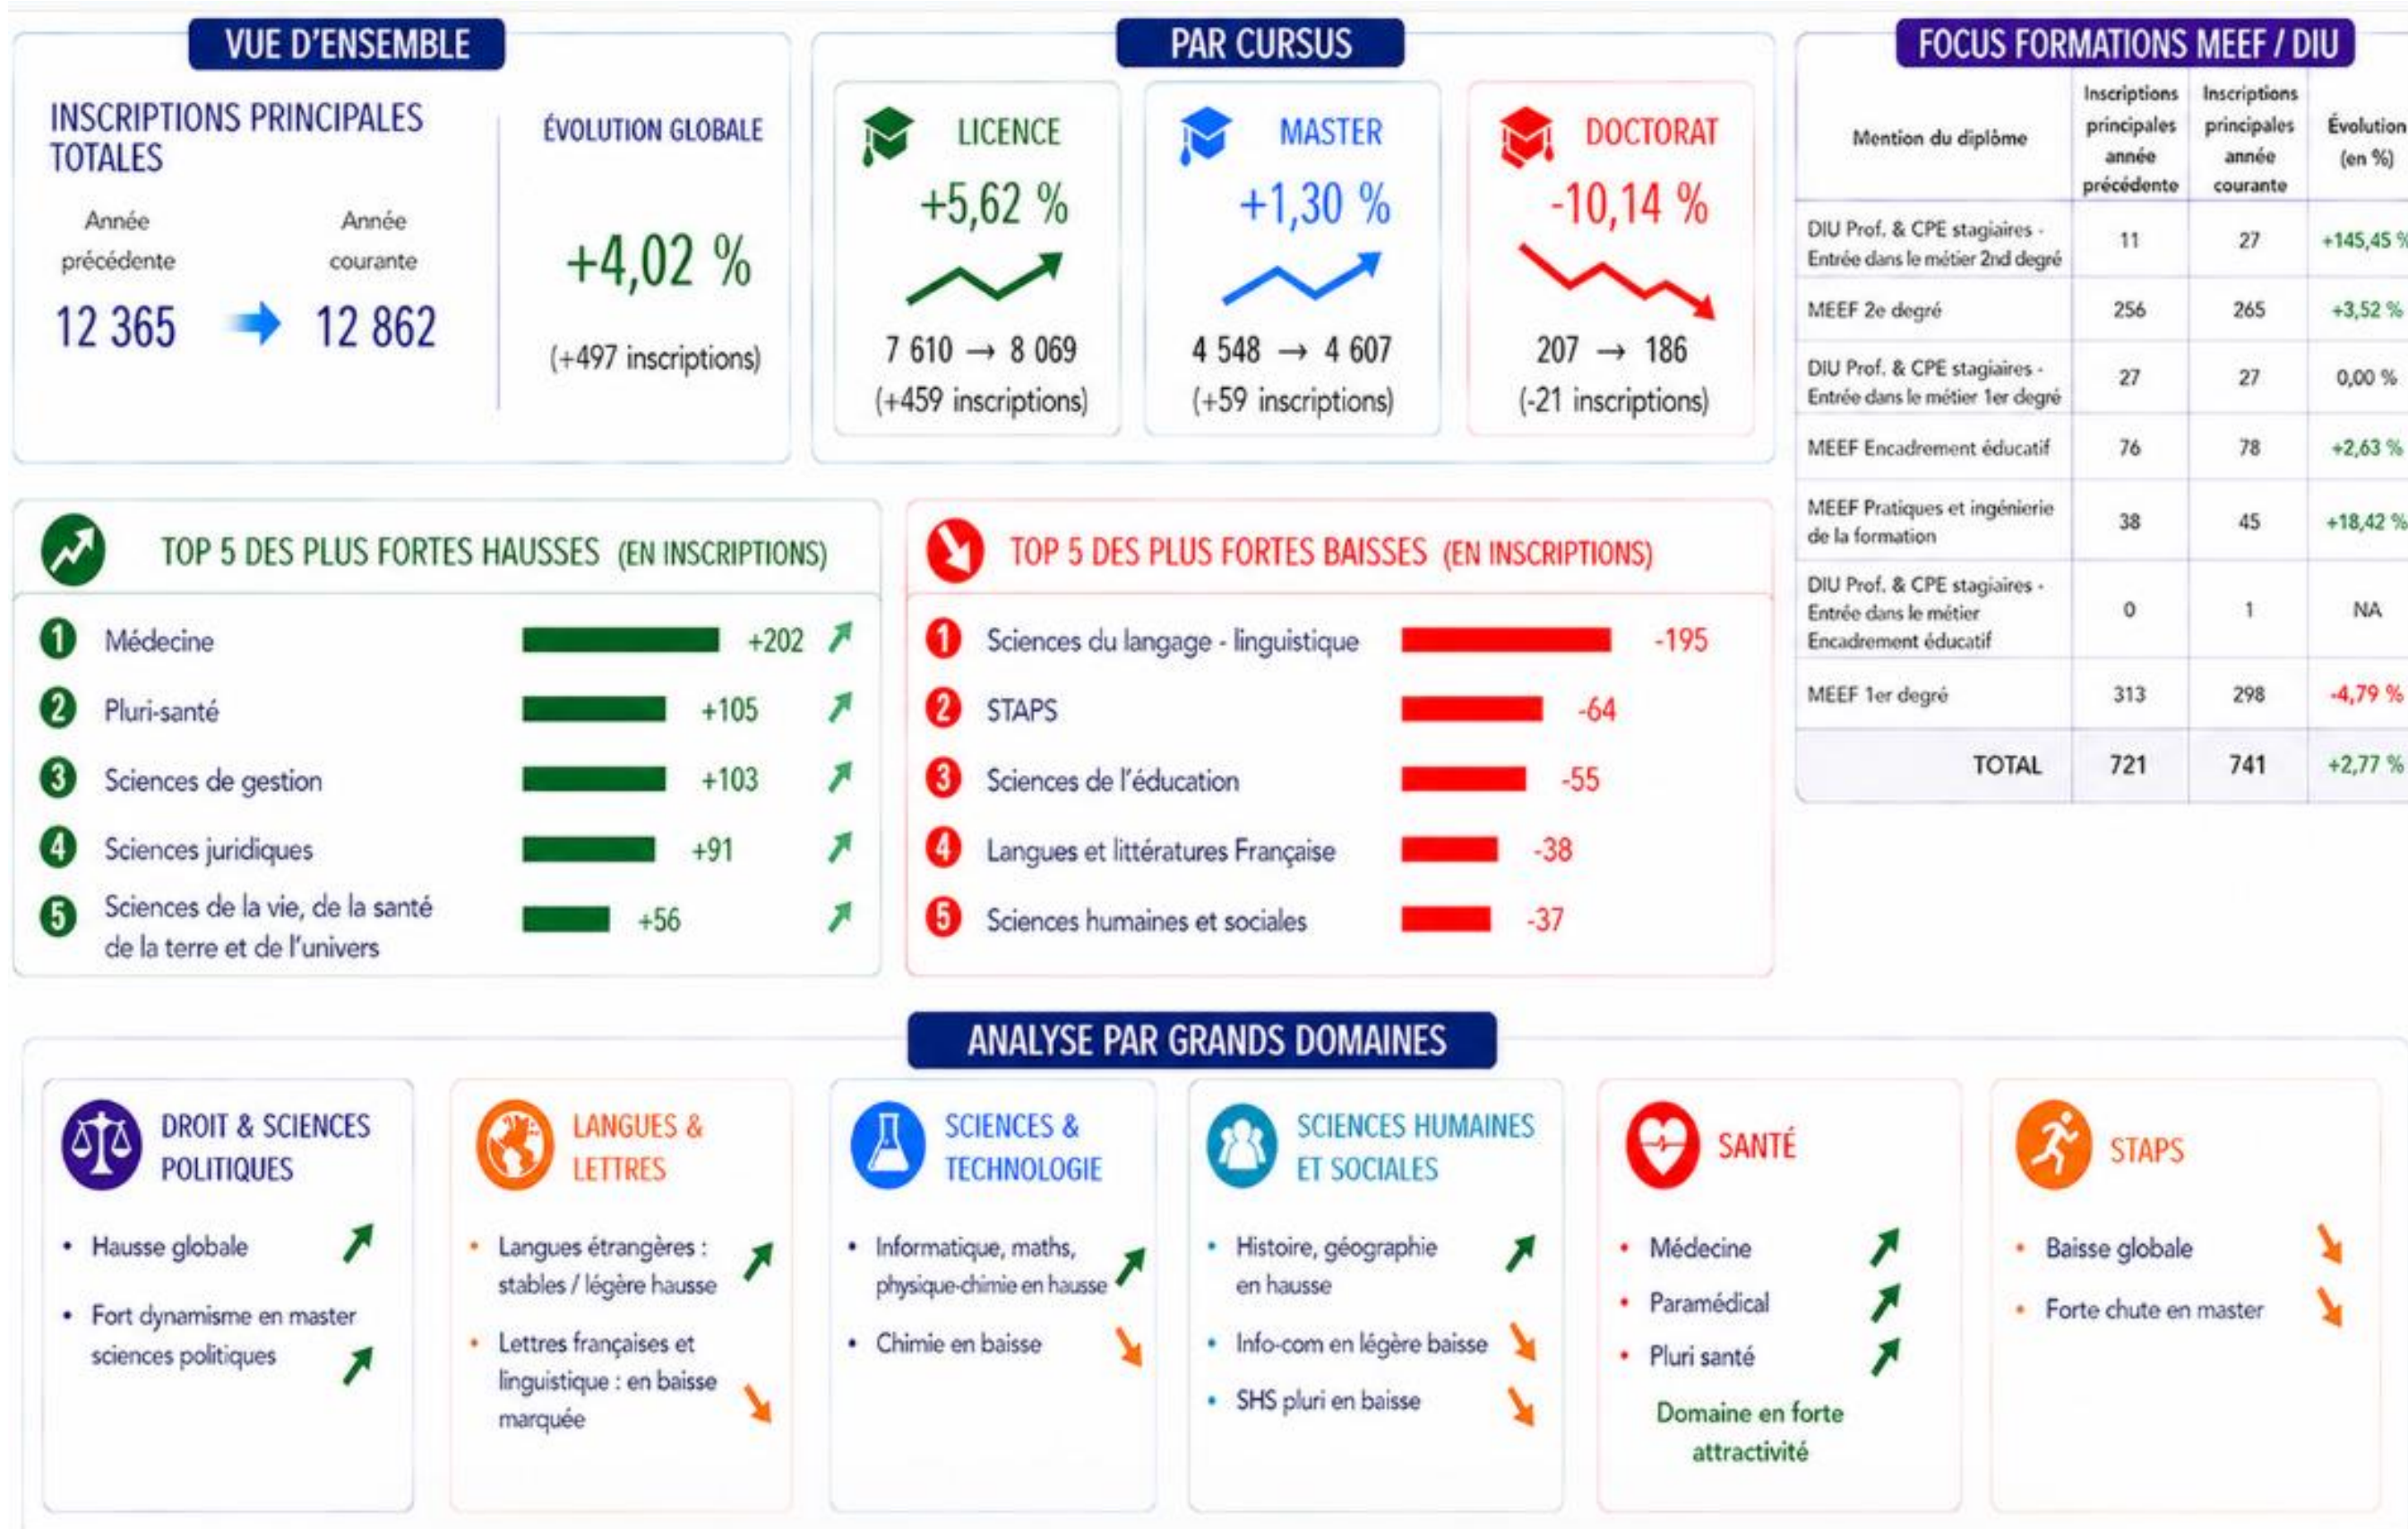 VUE D'ENSEMBLE
INSCRIPTIONS PRINCIPALES
TOTALES
Année
précédente
12 365
Année
courante
12 862
ÉVOLUTION GLOBALE
+4,02 %
(+497 inscriptions)
PAR CURSUS
LICENCE
+5,62 %
7 610 → 8 069
(+459 inscriptions)
MASTER
+1,30 %
4 548 → 4 607
(+59 inscriptions)
DOCTORAT
-10,14 %
207 → 186
(-21 inscriptions)
FOCUS FORMATIONS MEEF / DIU
Mention du diplôme
Inscriptions
principales
année
précédente
Inscriptions
principales
année
courante
Évolution
(en %)
DIU Prof. & CPE stagiaires -
Entrée dans le métier 2nd degré
11 27 +145,45 %
MEEF 2e degré 256 265 +3,52 %
DIU Prof. & CPE stagiaires -
Entrée dans le métier 1er degré
27 27 0,00 %
MEEF Encadrement éducatif 76 78 +2,63 %
MEEF Pratiques et ingénierie
de la formation
38 45 +18,42 %
DIU Prof. & CPE stagiaires -
Entrée dans le métier
Encadrement éducatif
0 1 NA
MEEF 1er degré 313 298 -4,79 %
TOTAL 721 741 +2,77 %
TOP 5 DES PLUS FORTES HAUSSES (EN INSCRIPTIONS)
1 Médecine +202
2 Pluri-santé +105
3 Sciences de gestion +103
4 Sciences juridiques +91
5 Sciences de la vie, de la santé
de la terre et de l'univers
+56
TOP 5 DES PLUS FORTES BAISSES (EN INSCRIPTIONS)
1 Sciences du langage - linguistique -195
2 STAPS -64
3 Sciences de l'éducation -55
4 Langues et littératures Française -38
5 Sciences humaines et sociales -37
ANALYSE PAR GRANDS DOMAINES
DROIT & SCIENCES
POLITIQUES
• Hausse globale
• Fort dynamisme en master
sciences politiques
LANGUES &
LETTRES
• Langues étrangères :
stables / légère hausse
• Lettres françaises et
linguistique : en baisse
marquée
SCIENCES &
TECHNOLOGIE
• Informatique, maths,
physique-chimie en hausse
• Chimie en baisse
SCIENCES HUMAINES
ET SOCIALES
• Histoire, géographie
en hausse
• Info-com en légère baisse
• SHS pluri en baisse
SANTÉ
• Médecine
• Paramédical
• Pluri santé
Domaine en forte
attractivité
STAPS
• Baisse globale
• Forte chute en master